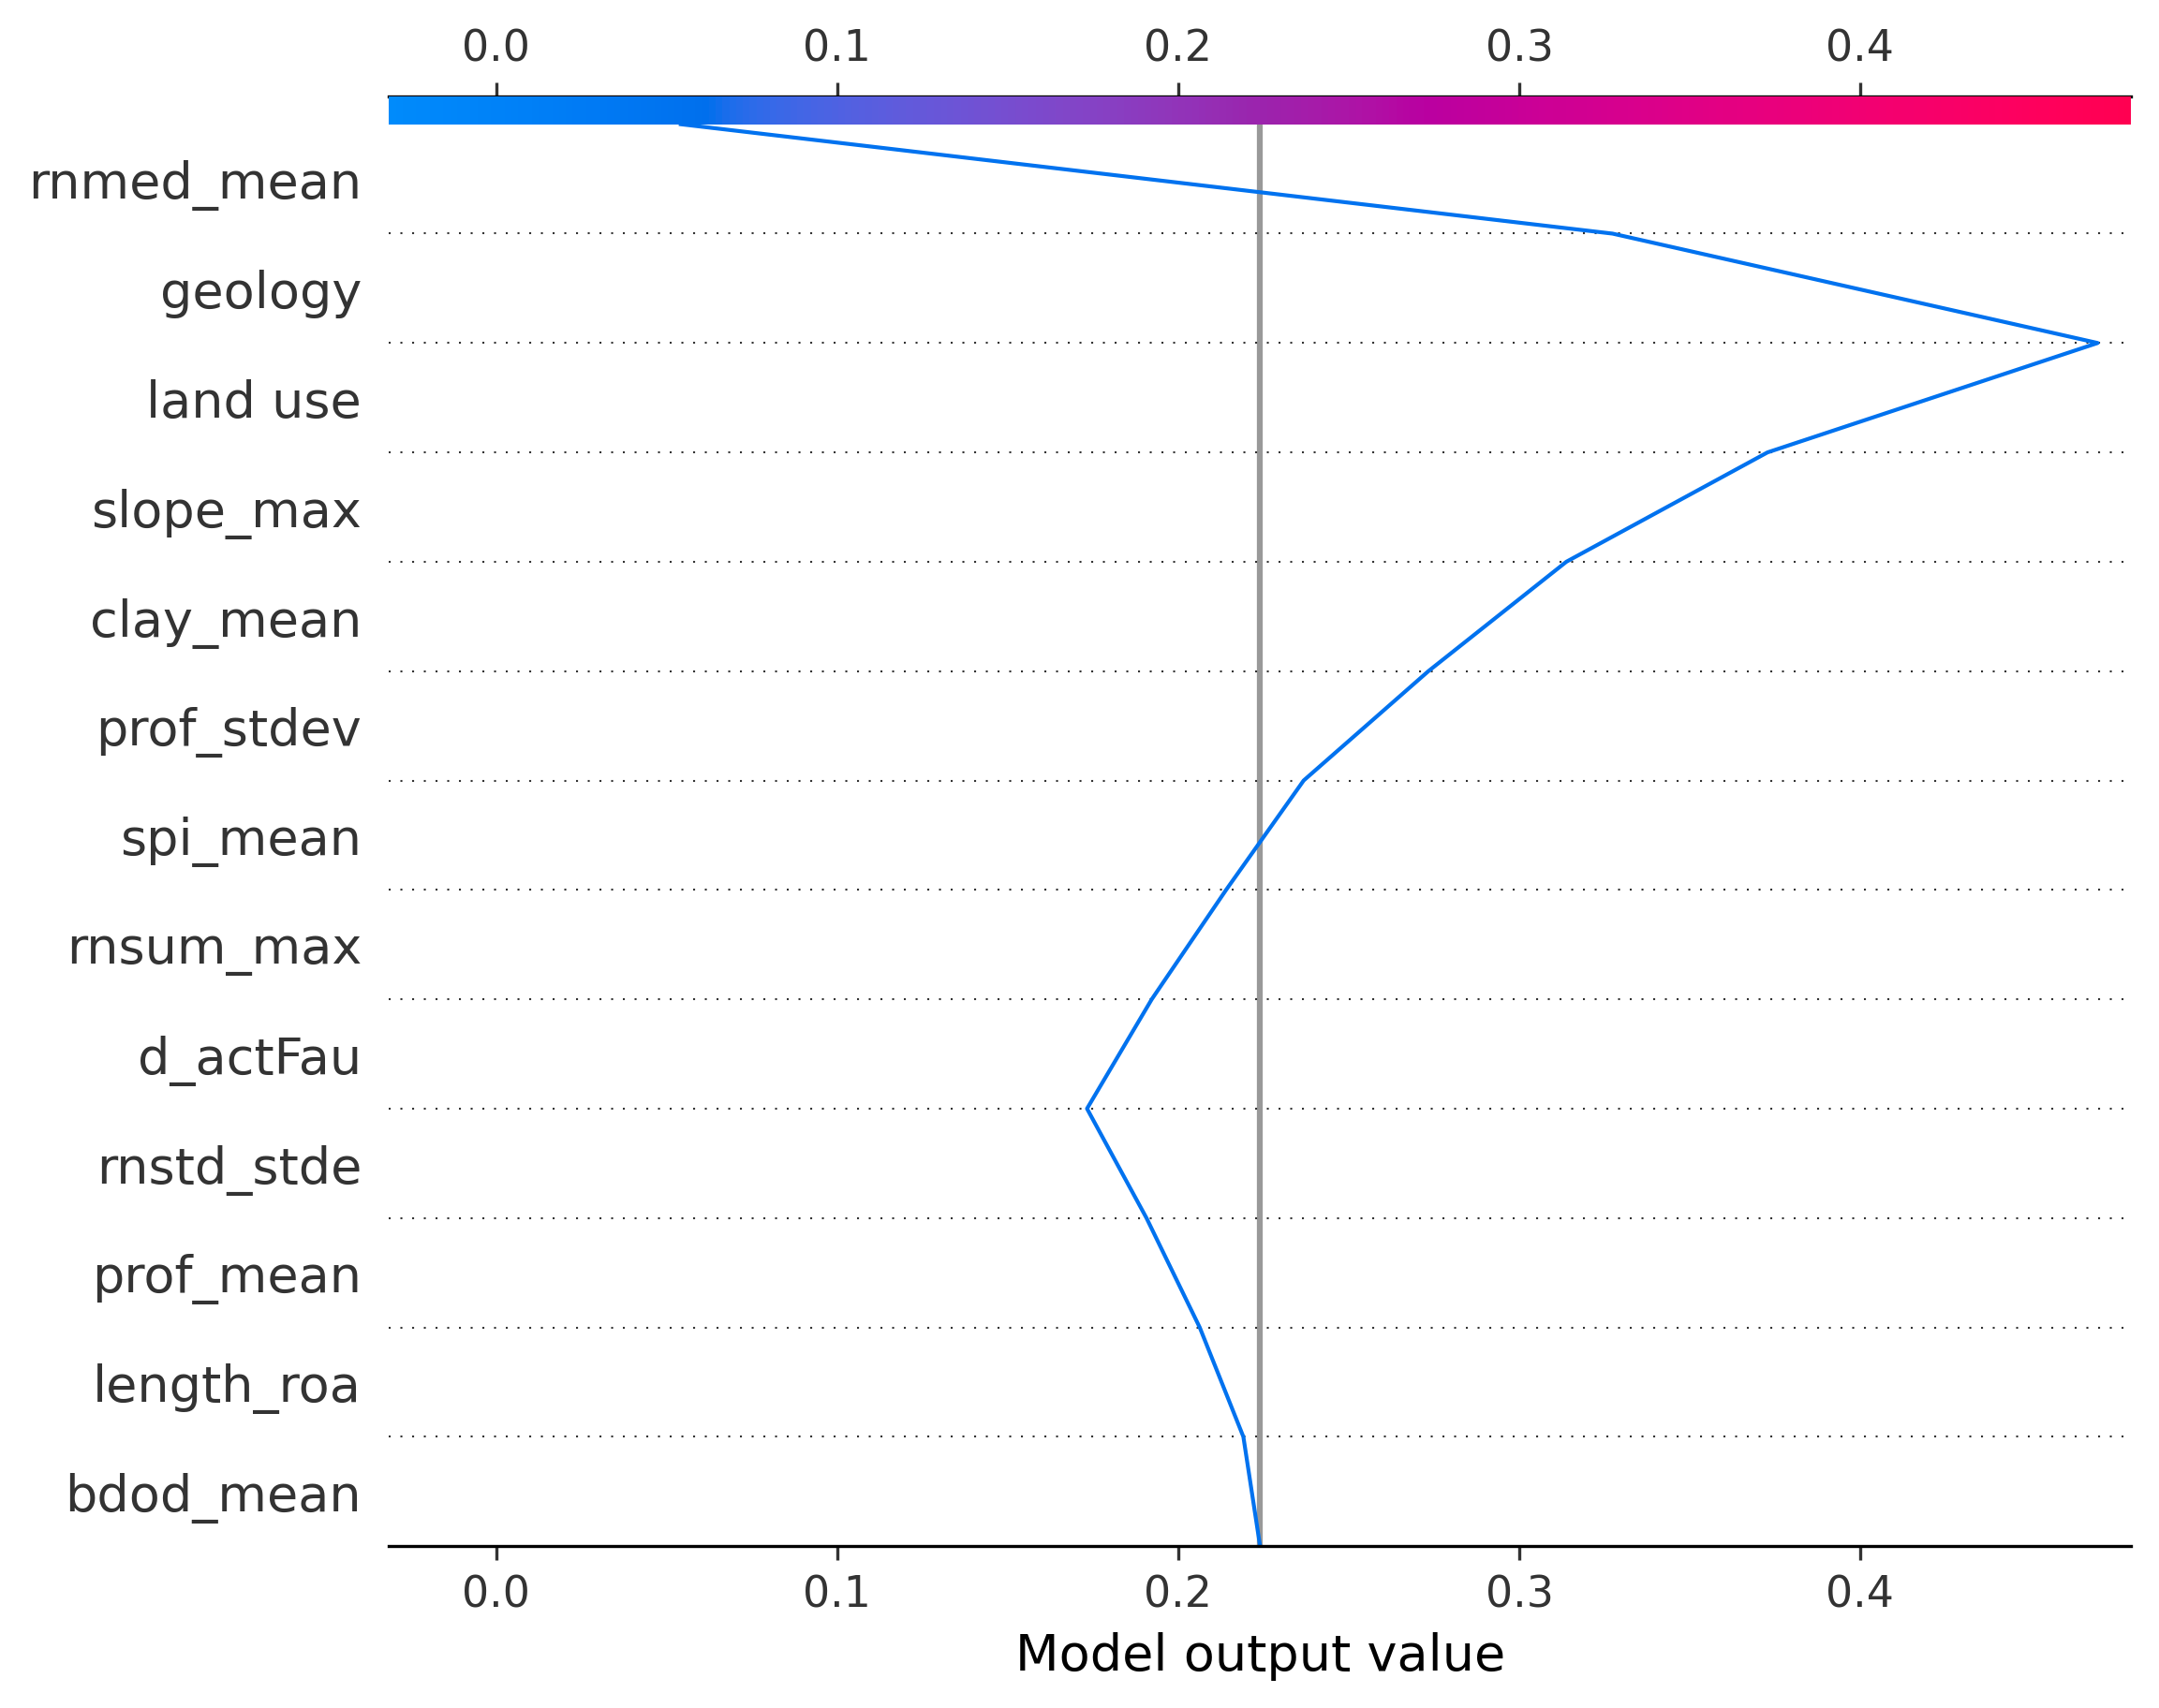 0.0 0.1 0.2 0.3 0.4
rnmed_mean
geology
land use
slope_max
clay_mean
prof_stdev
spi_mean
rnsum_max
d_actFau
rnstd_stde
prof_mean
length_roa
bdod_mean
0.0 0.1 0.2 0.3 0.4
Model output value